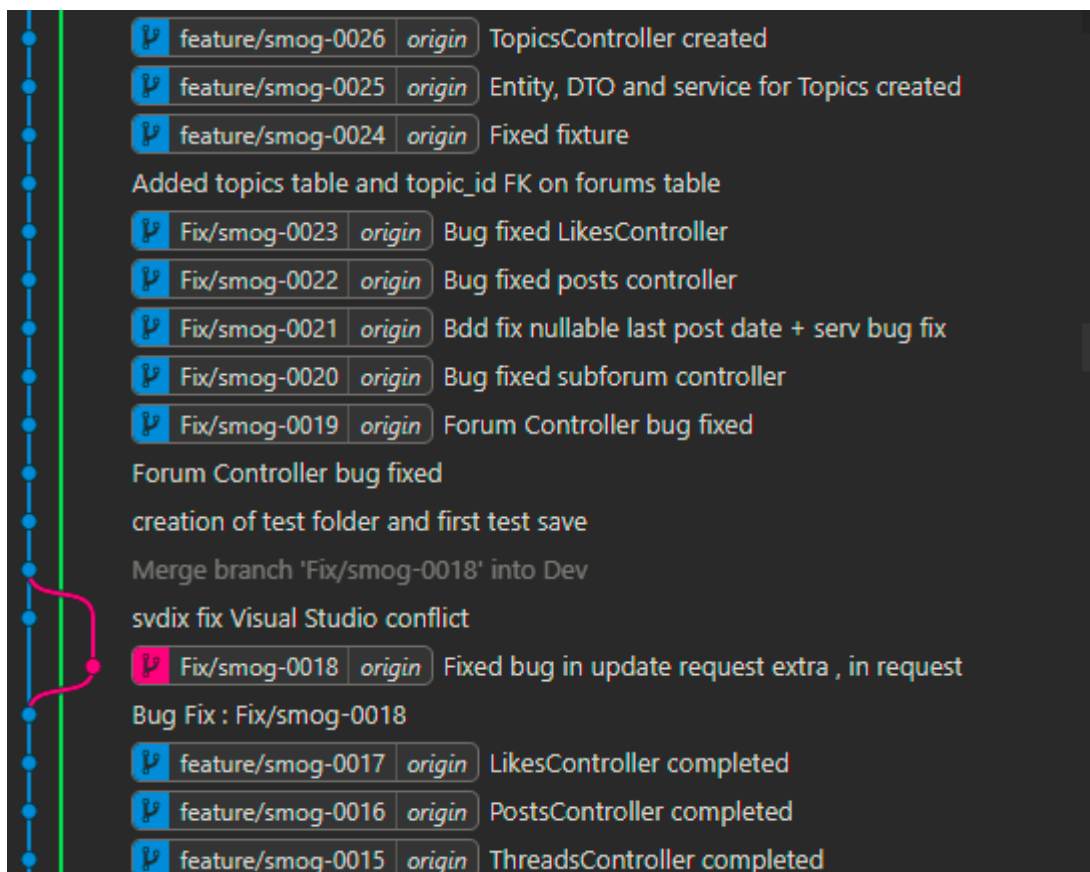 feature/smog-0026 origin TopicsController created
feature/smog-0025 origin Entity, DTO and service for Topics created
feature/smog-0024 origin Fixed fixture
Added topics table and topic_id FK on forums table
Fix/smog-0023 origin Bug fixed LikesController
Fix/smog-0022 origin Bug fixed posts controller
Fix/smog-0021 origin Bdd fix nullable last post date + serv bug fix
Fix/smog-0020 origin Bug fixed subforum controller
Fix/smog-0019 origin Forum Controller bug fixed
Forum Controller bug fixed
creation of test folder and first test save
Merge branch 'Fix/smog-0018' into Dev
svdix fix Visual Studio conflict
Fix/smog-0018 origin Fixed bug in update request extra , in request
Bug Fix : Fix/smog-0018
feature/smog-0017 origin LikesController completed
feature/smog-0016 origin PostsController completed
feature/smog-0015 origin ThreadsController completed